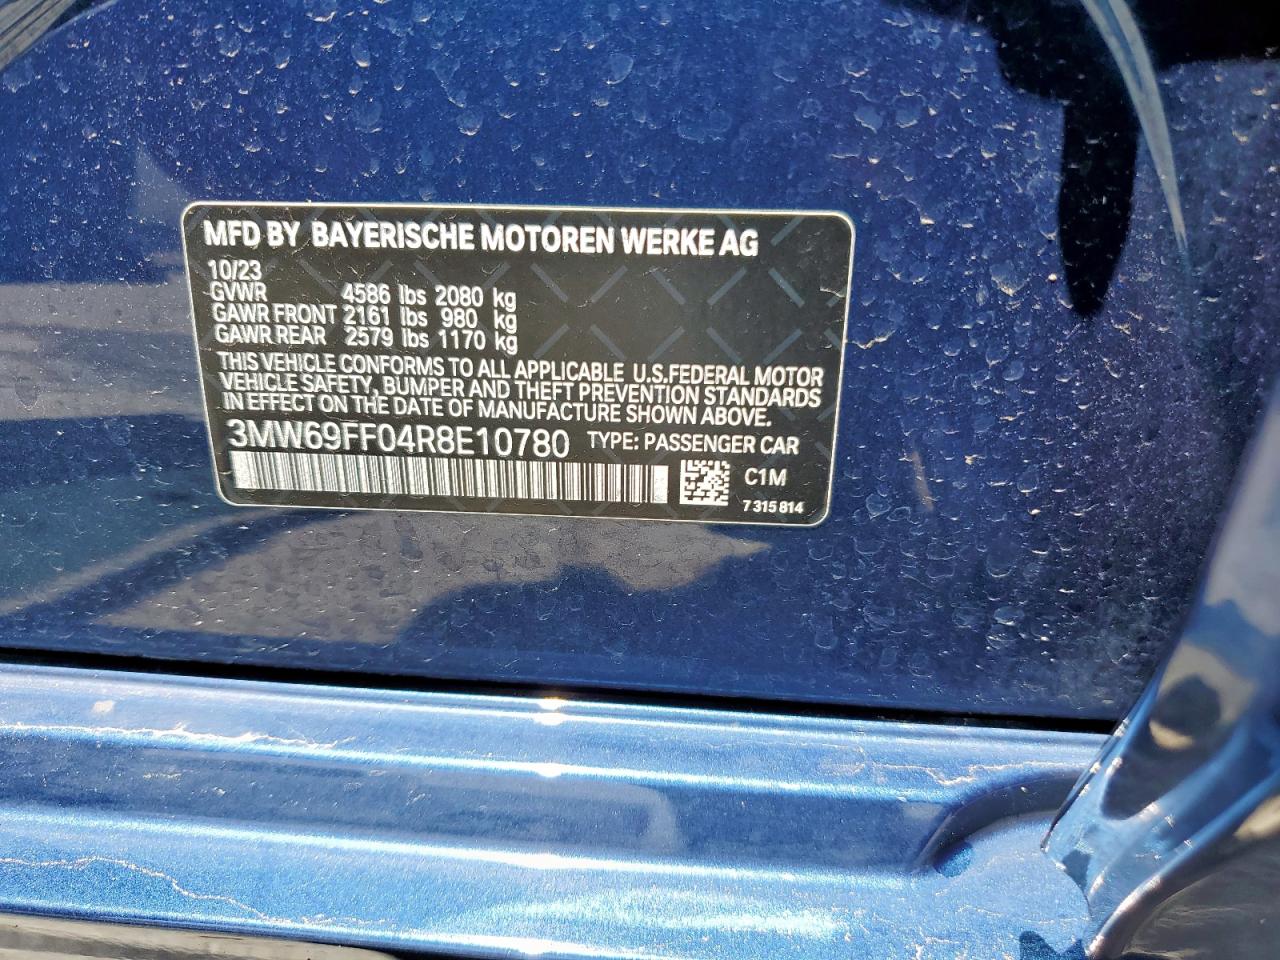 MFD BY BAYERISCHE MOTOREN WERKE AG
10/23
GVWR 4586 lbs 2080 kg
GAWR FRONT 2161 lbs 980 kg
GAWR REAR 2579 lbs 1170 kg
THIS VEHICLE CONFORMS TO ALL APPLICABLE U.S.FEDERAL MOTOR
VEHICLE SAFETY, BUMPER AND THEFT PREVENTION STANDARDS
IN EFFECT ON THE DATE OF MANUFACTURE SHOWN ABOVE.
3MW69FF04R8E10780 TYPE: PASSENGER CAR
C1M
7 315 814